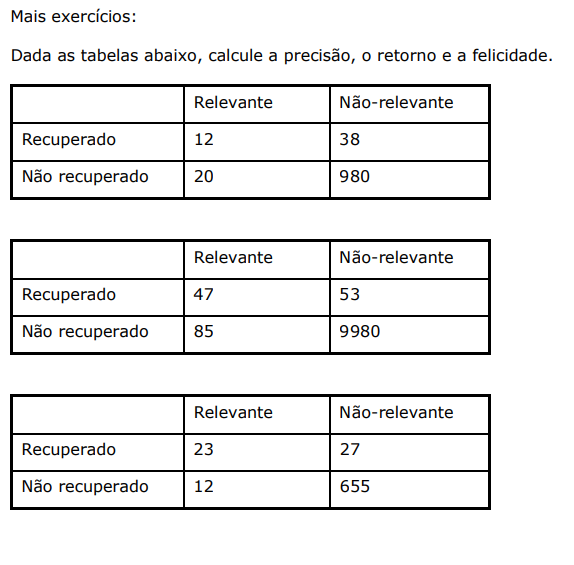 Mais exercícios:
Dada as tabelas abaixo, calcule a precisão, o retorno e a felicidade.
Relevante Não-relevante
Recuperado 12 38
Não recuperado 20 980
Relevante Não-relevante
Recuperado 47 53
Não recuperado 85 9980
Relevante Não-relevante
Recuperado 23 27
Não recuperado 12 655